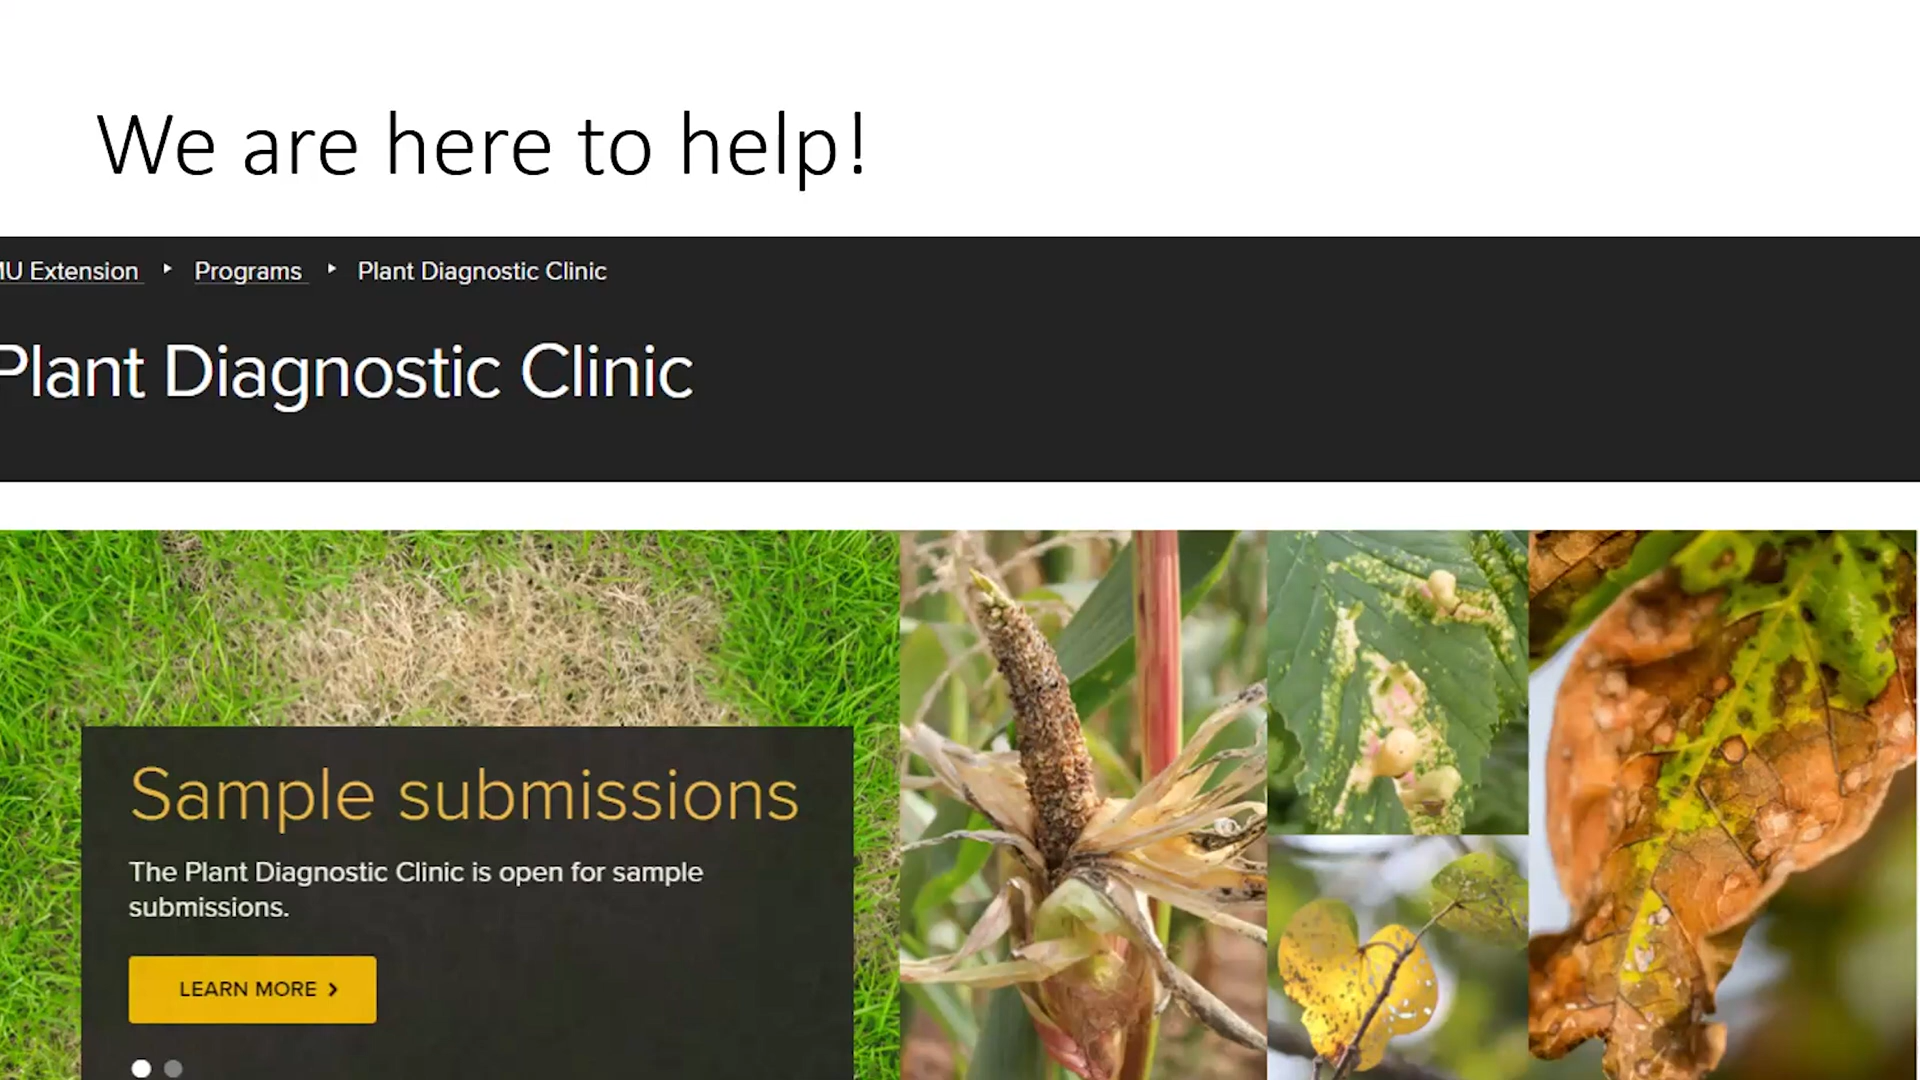 We are here to help!
MU Extension Programs Plant Diagnostic Clinic
Plant Diagnostic Clinic
Sample submissions
The Plant Diagnostic Clinic is open for sample
submissions.
LEARN MORE